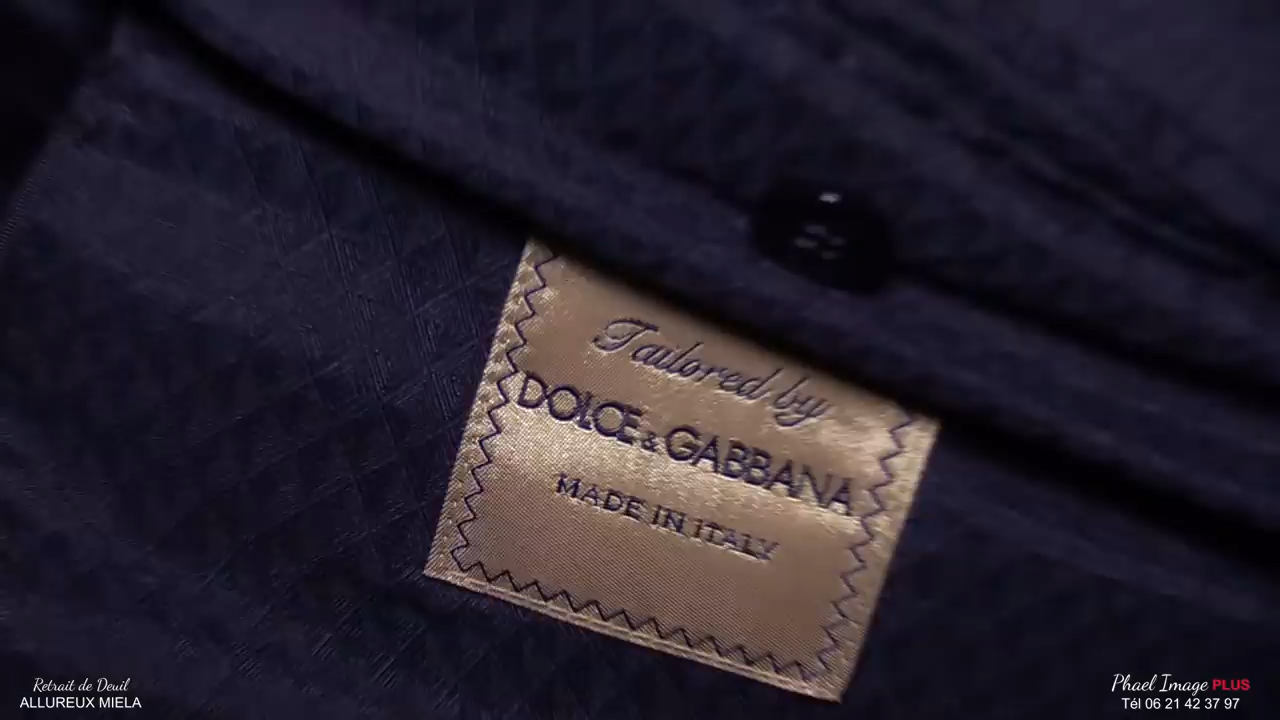 Tailored by
DOLCE & GABBANA
MADE IN ITALY
Retrait de Deuil
ALLUREUX MIELA
Phael Image PLUS
Tél 06 21 42 37 97